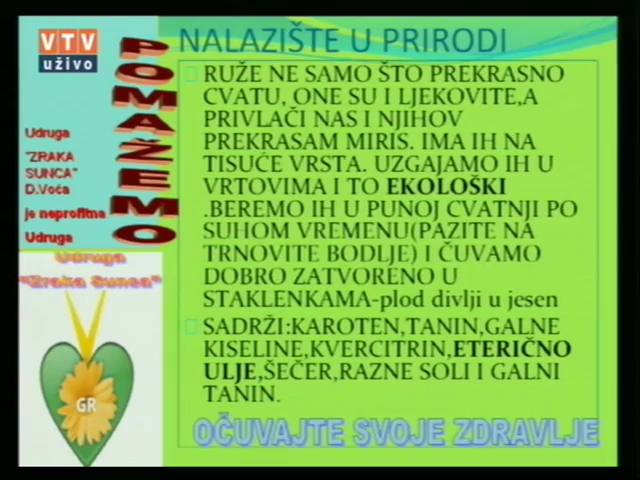 VTV
uživo
POMAŽEMO
Udruga
"ZRAKA
SUNCA"
D.Voća
je neprofitna
Udruga
Udruga
"Zraka Sunca"
GR
NALAZIŠTE U PRIRODI
RUŽE NE SAMO ŠTO PREKRASNO
CVATU, ONE SU I LJEKOVITE,A
PRIVLAČI NAS I NJIHOV
PREKRASAM MIRIS. IMA IH NA
TISUĆE VRSTA. UZGAJAMO IH U
VRTOVIMA I TO EKOLOŠKI
.BEREMO IH U PUNOJ CVATNJI PO
SUHOM VREMENU(PAZITE NA
TRNOVITE BODLJE) I ČUVAMO
DOBRO ZATVORENO U
STAKLENKAMA-plod divlji u jesen
SADRŽI:KAROTEN,TANIN,GALNE
KISELINE,KVERCITRIN,ETERIČNO
ULJE,ŠEČER,RAZNE SOLI I GALNI
TANIN.
OČUVAJTE SVOJE ZDRAVLJE